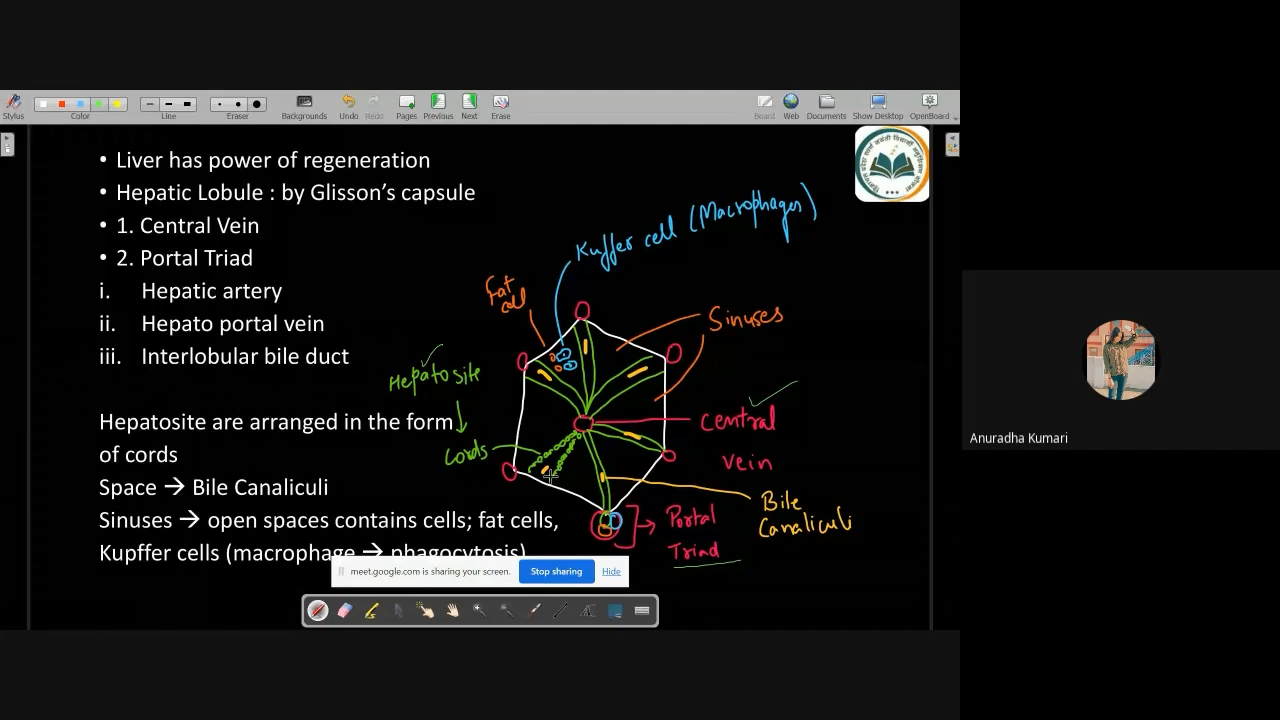 Stylus
Color
Line
Eraser
Backgrounds
Undo
Redo
Pages
Previous
Next
Erase
Board
Web
Documents
Show Desktop
OpenBoard
• Liver has power of regeneration
• Hepatic Lobule : by Glisson’s capsule
• 1. Central Vein
• 2. Portal Triad
i. Hepatic artery
ii. Hepato portal vein
iii. Interlobular bile duct
Hepatosite are arranged in the form
of cords
Space → Bile Canaliculi
Sinuses → open spaces contains cells; fat cells,
Kupffer cells (macrophage → phagocytosis)
Kuffer cell (Macrophages)
Fat
cell
Sinuses
Hepatosite
Cords
Central
Vein
Bile
Canaliculi
Portal
Triad
meet.google.com is sharing your screen.
Stop sharing
Hide
Anuradha Kumari